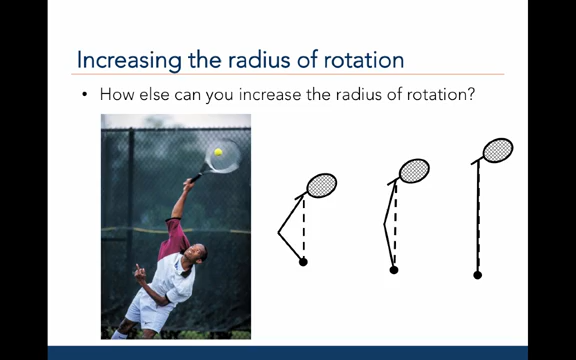 Increasing the radius of rotation
• How else can you increase the radius of rotation?